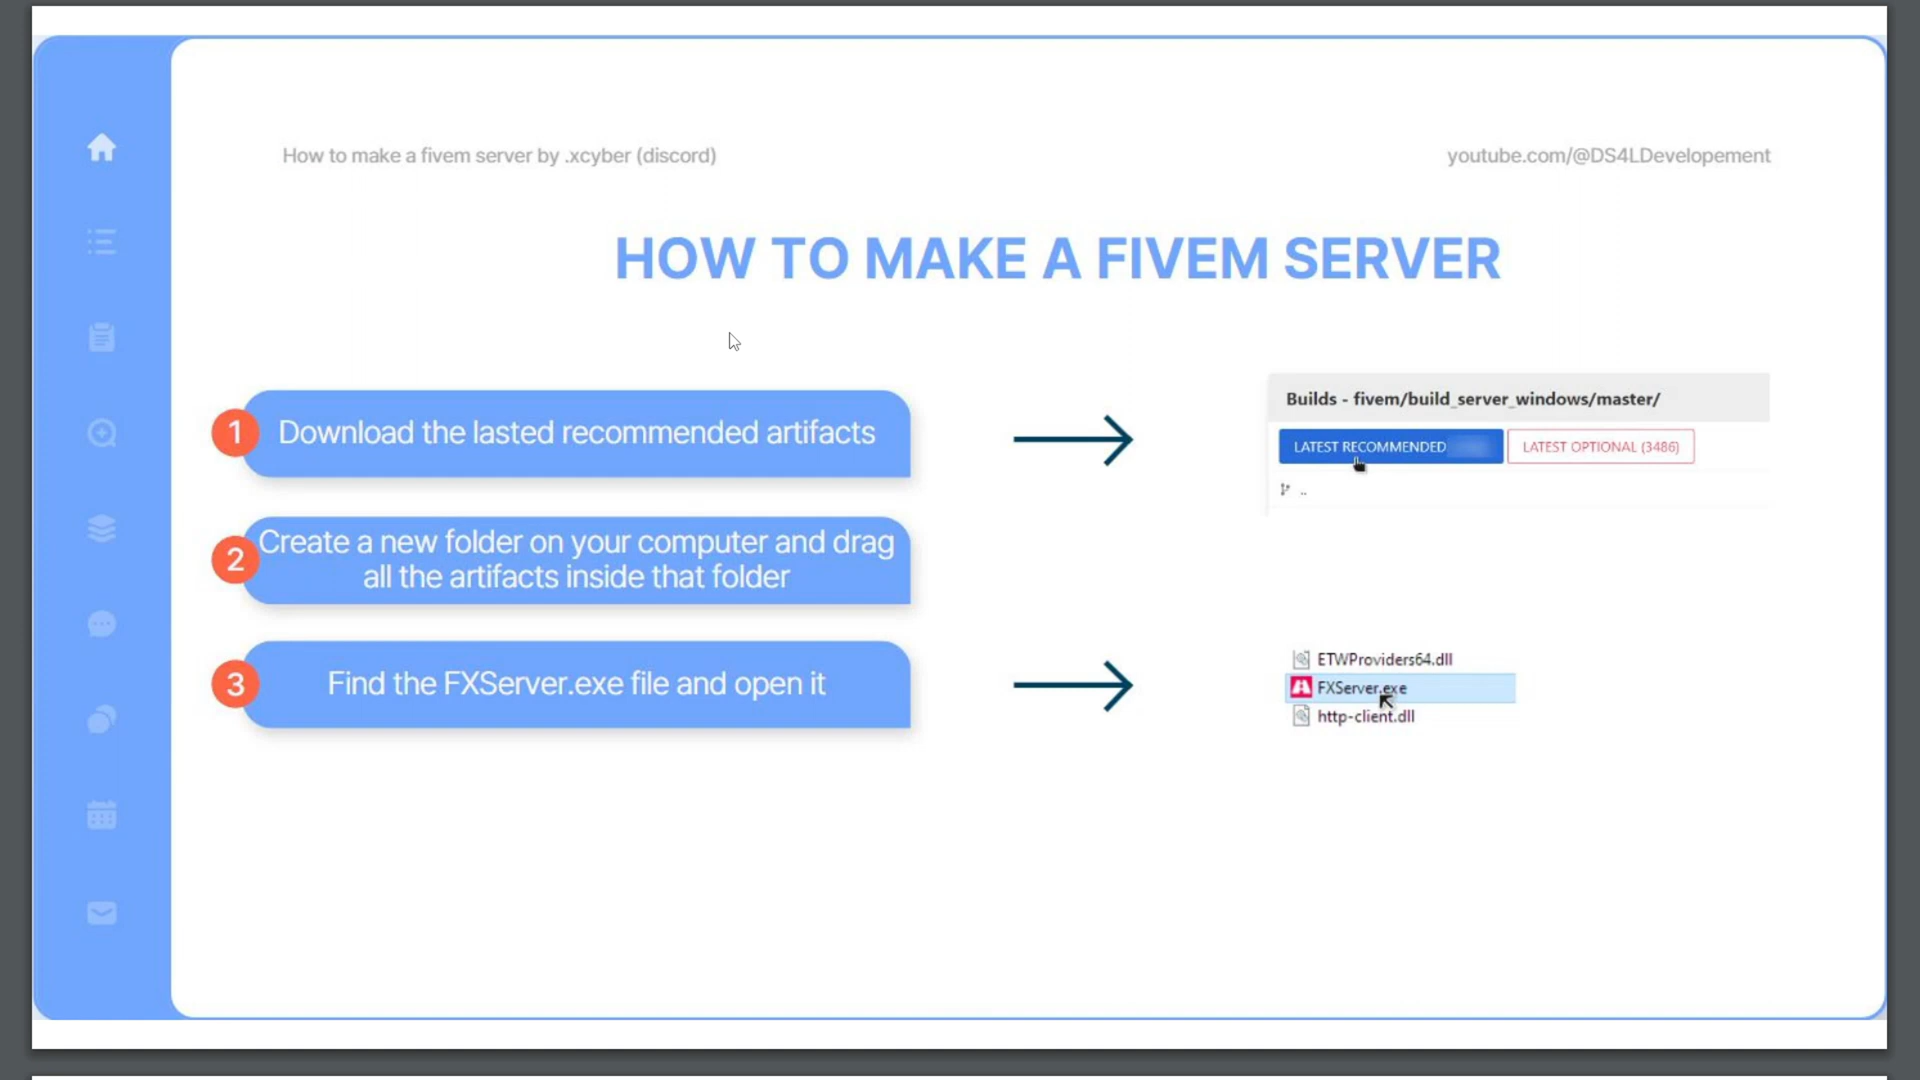 How to make a fivem server by .xcyber (discord)
youtube.com/@DS4LDevelopement
HOW TO MAKE A FIVEM SERVER
1
Download the lasted recommended artifacts
Builds - fivem/build_server_windows/master/
LATEST RECOMMENDED
LATEST OPTIONAL (3486)
..
2
Create a new folder on your computer and drag
all the artifacts inside that folder
3
Find the FXServer.exe file and open it
ETWProviders64.dll
FXServer.exe
http-client.dll